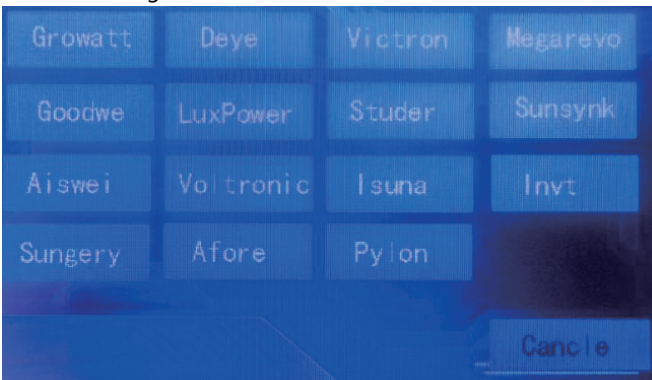 Growatt Deye Victron Megarevo
Goodwe LuxPower Studer Sunsynk
Aiswei Voltronic Isuna Invt
Sungery Afore Pylon
Cancle